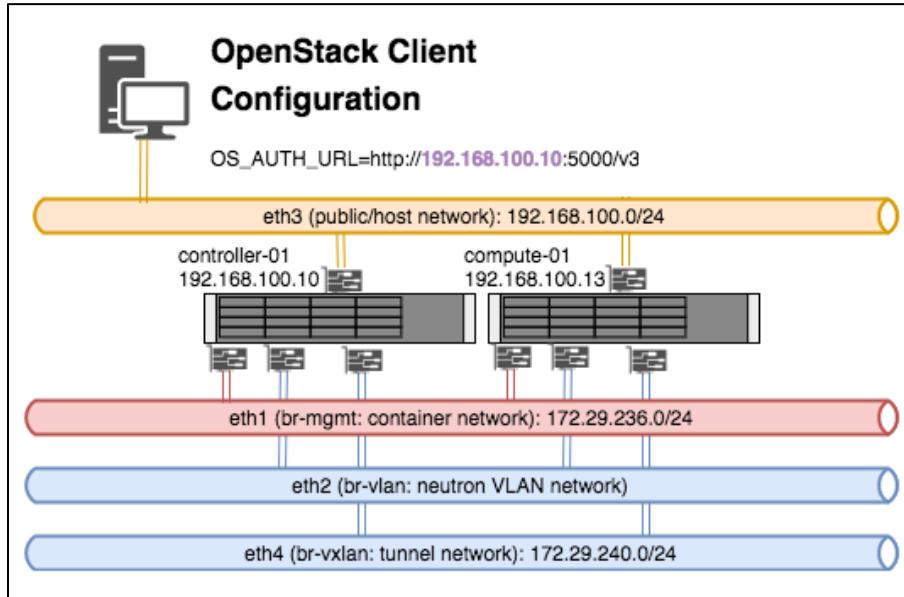 OpenStack Client
Configuration
OS_AUTH_URL=http://192.168.100.10:5000/v3
eth3 (public/host network): 192.168.100.0/24
controller-01
192.168.100.10
compute-01
192.168.100.13
eth1 (br-mgmt: container network): 172.29.236.0/24
eth2 (br-vlan: neutron VLAN network)
eth4 (br-vxlan: tunnel network): 172.29.240.0/24